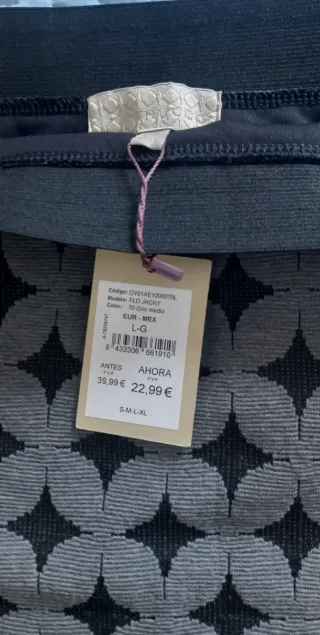 Código: OY01AE1000070L
Modelo: FLD.JACKY
Color: 70 Gris medio
EUR - MEX
L-G
8 433306 661910
ANTES AHORA
P.V.P. P.V.P.
39,99 € 22,99 €
S-M-L-XL